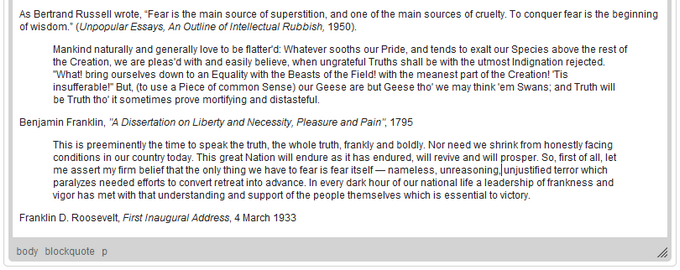 As Bertrand Russell wrote, “Fear is the main source of superstition, and one of the main sources of cruelty. To conquer fear is the beginning
of wisdom.” (Unpopular Essays, An Outline of Intellectual Rubbish, 1950).
Mankind naturally and generally love to be flatter'd: Whatever sooths our Pride, and tends to exalt our Species above the rest of
the Creation, we are pleas'd with and easily believe, when ungrateful Truths shall be with the utmost Indignation rejected.
"What! bring ourselves down to an Equality with the Beasts of the Field! with the meanest part of the Creation! 'Tis
insufferable!" But, (to use a Piece of common Sense) our Geese are but Geese tho' we may think 'em Swans; and Truth will
be Truth tho' it sometimes prove mortifying and distasteful.
Benjamin Franklin, "A Dissertation on Liberty and Necessity, Pleasure and Pain", 1795
This is preeminently the time to speak the truth, the whole truth, frankly and boldly. Nor need we shrink from honestly facing
conditions in our country today. This great Nation will endure as it has endured, will revive and will prosper. So, first of all, let
me assert my firm belief that the only thing we have to fear is fear itself — nameless, unreasoning, unjustified terror which
paralyzes needed efforts to convert retreat into advance. In every dark hour of our national life a leadership of frankness and
vigor has met with that understanding and support of the people themselves which is essential to victory.
Franklin D. Roosevelt, First Inaugural Address, 4 March 1933
body blockquote p